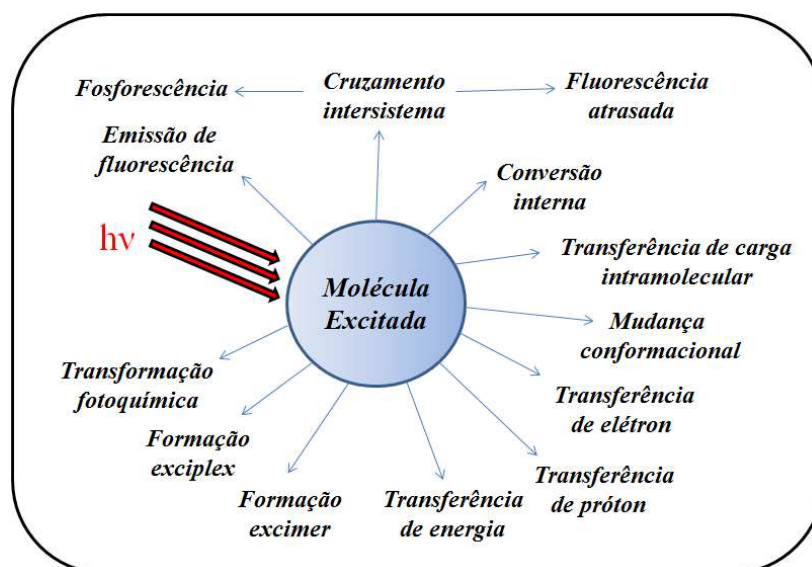 Fosforescência
Cruzamento
intersistema
Fluorescência
atrasada
Emissão de
fluorescência
Conversão
interna
hν
Transferência de carga
intramolecular
Molécula
Excitada
Mudança
conformacional
Transformação
fotoquímica
Transferência
de elétron
Formação
exciplex
Transferência
de próton
Formação
excimer
Transferência
de energia